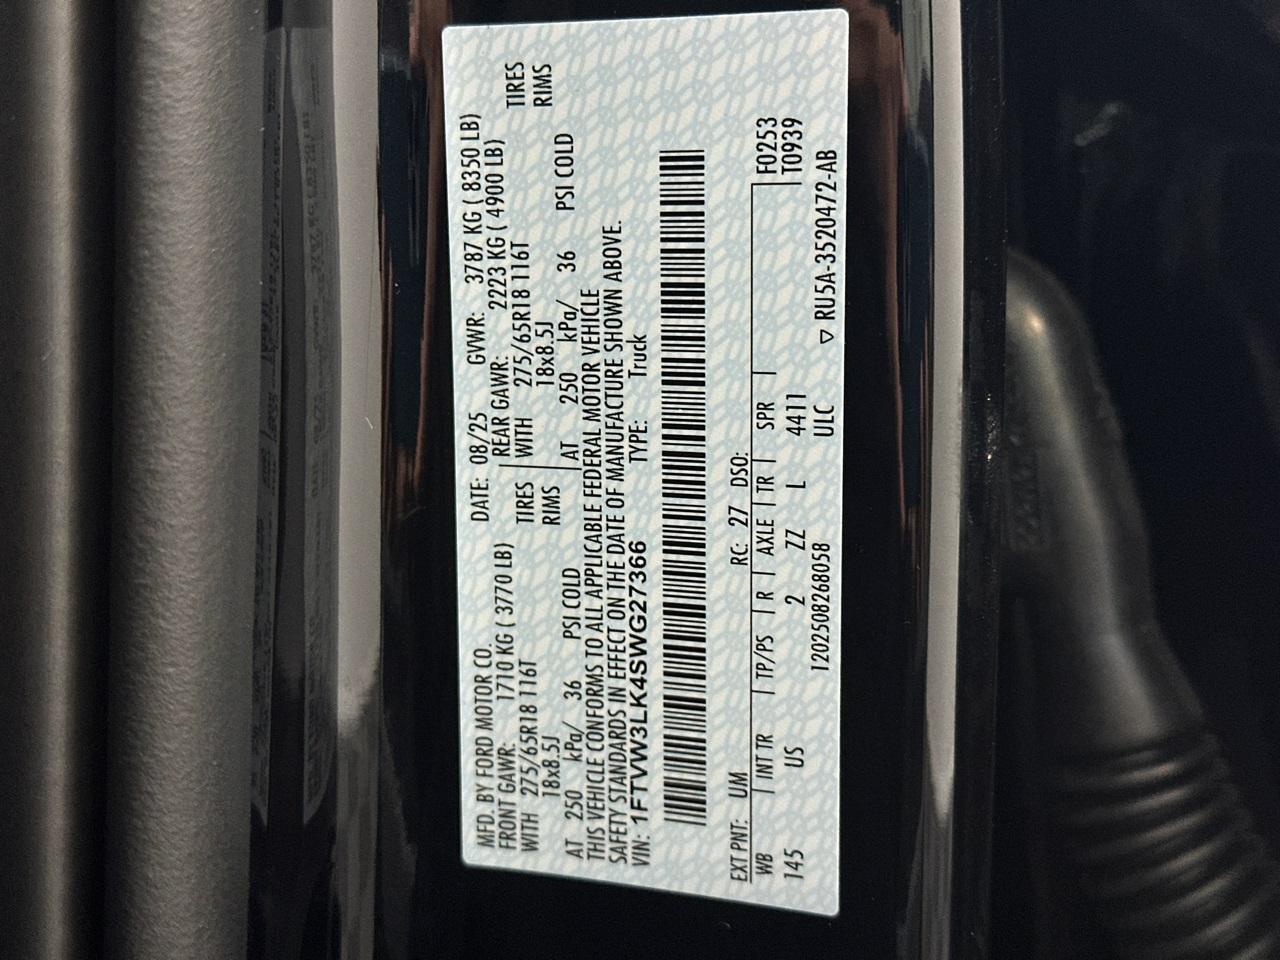 MFD. BY FORD MOTOR CO. DATE: 08/25 GVWR: 3787 KG ( 8350 LB)
FRONT GAWR: 1710 KG ( 3770 LB) REAR GAWR: 2223 KG ( 4900 LB)
WITH 275/65R18 116T TIRES WITH 275/65R18 116T TIRES
18x8.5J RIMS 18x8.5J RIMS
AT 250 kPa/ 36 PSI COLD AT 250 kPa/ 36 PSI COLD
THIS VEHICLE CONFORMS TO ALL APPLICABLE FEDERAL MOTOR VEHICLE
SAFETY STANDARDS IN EFFECT ON THE DATE OF MANUFACTURE SHOWN ABOVE.
VIN: 1FTVW3LK4SWG27366 TYPE: Truck
EXT PNT: UM RC: 27 DSO:
WB INT TR TP/PS R AXLE TR SPR F0253
145 US 2 ZZ L 4411 T0939
1202508268058 ULC ▽ RU5A-3520472-AB